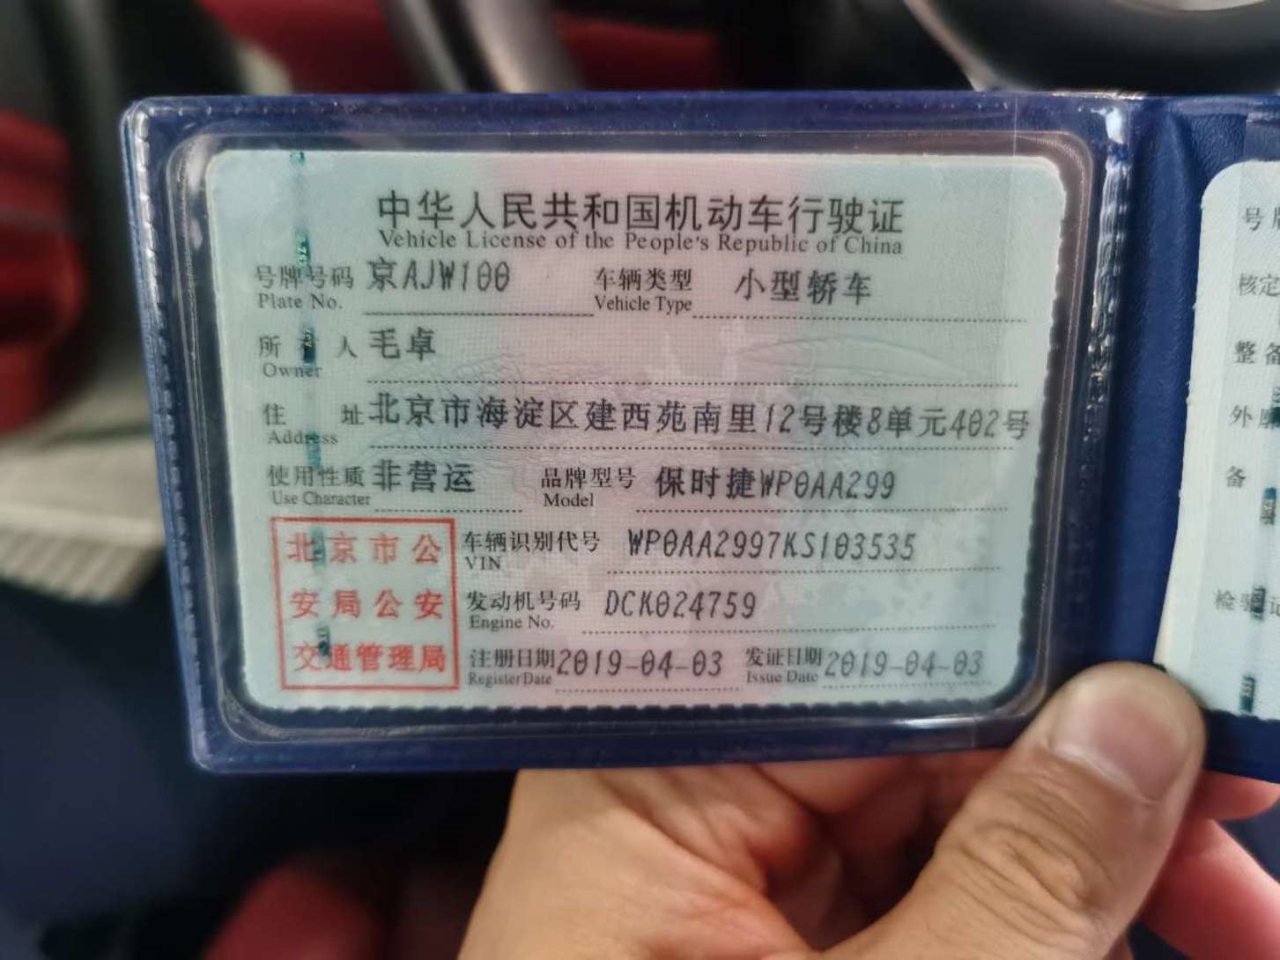 中华人民共和国机动车行驶证
Vehicle License of the People's Republic of China
号牌号码 京AJW100 车辆类型 小型轿车
Plate No. Vehicle Type
所 人 毛卓
Owner
住 址 北京市海淀区建西苑南里12号楼8单元402号
Address
使用性质 非营运 品牌型号 保时捷WP0AA299
Use Character Model
车辆识别代号 WP0AA2997KS103535
VIN
发动机号码 DCK024759
Engine No.
注册日期 2019-04-03 发证日期 2019-04-03
Register Date Issue Date
北京市公
安局公安
交通管理局
号
核定
整备
外
备
检验